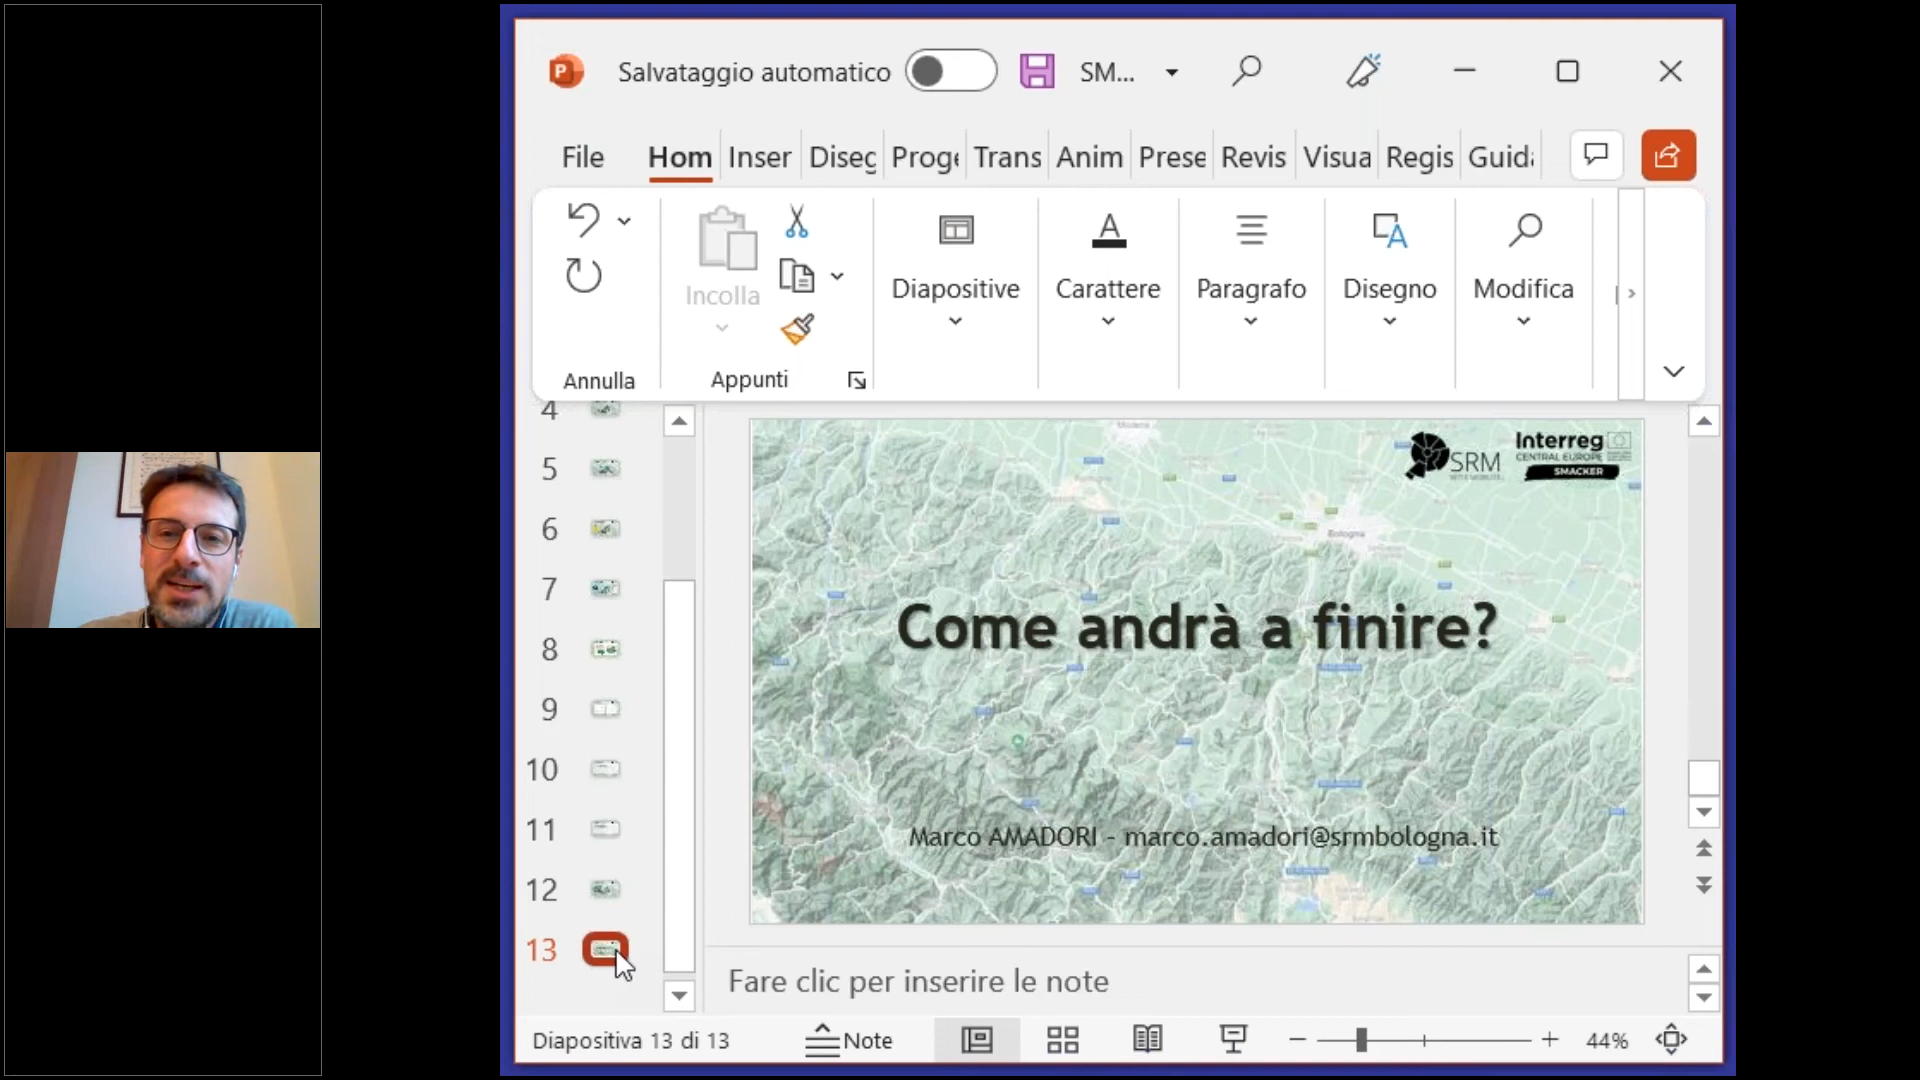 Salvataggio automatico
SM...
File
Hom
Inser
Diseg
Proge
Trans
Anim
Prese
Revis
Visua
Regis
Guida
Incolla
Diapositive
Carattere
Paragrafo
Disegno
Modifica
Annulla
Appunti
4
5
6
7
8
9
10
11
12
13
SRM
Interreg
CENTRAL EUROPE
SMACKER
Modena
Bologna
Come andrà a finire?
Marco AMADORI - marco.amadori@srmbologna.it
Fare clic per inserire le note
Diapositiva 13 di 13
Note
44%